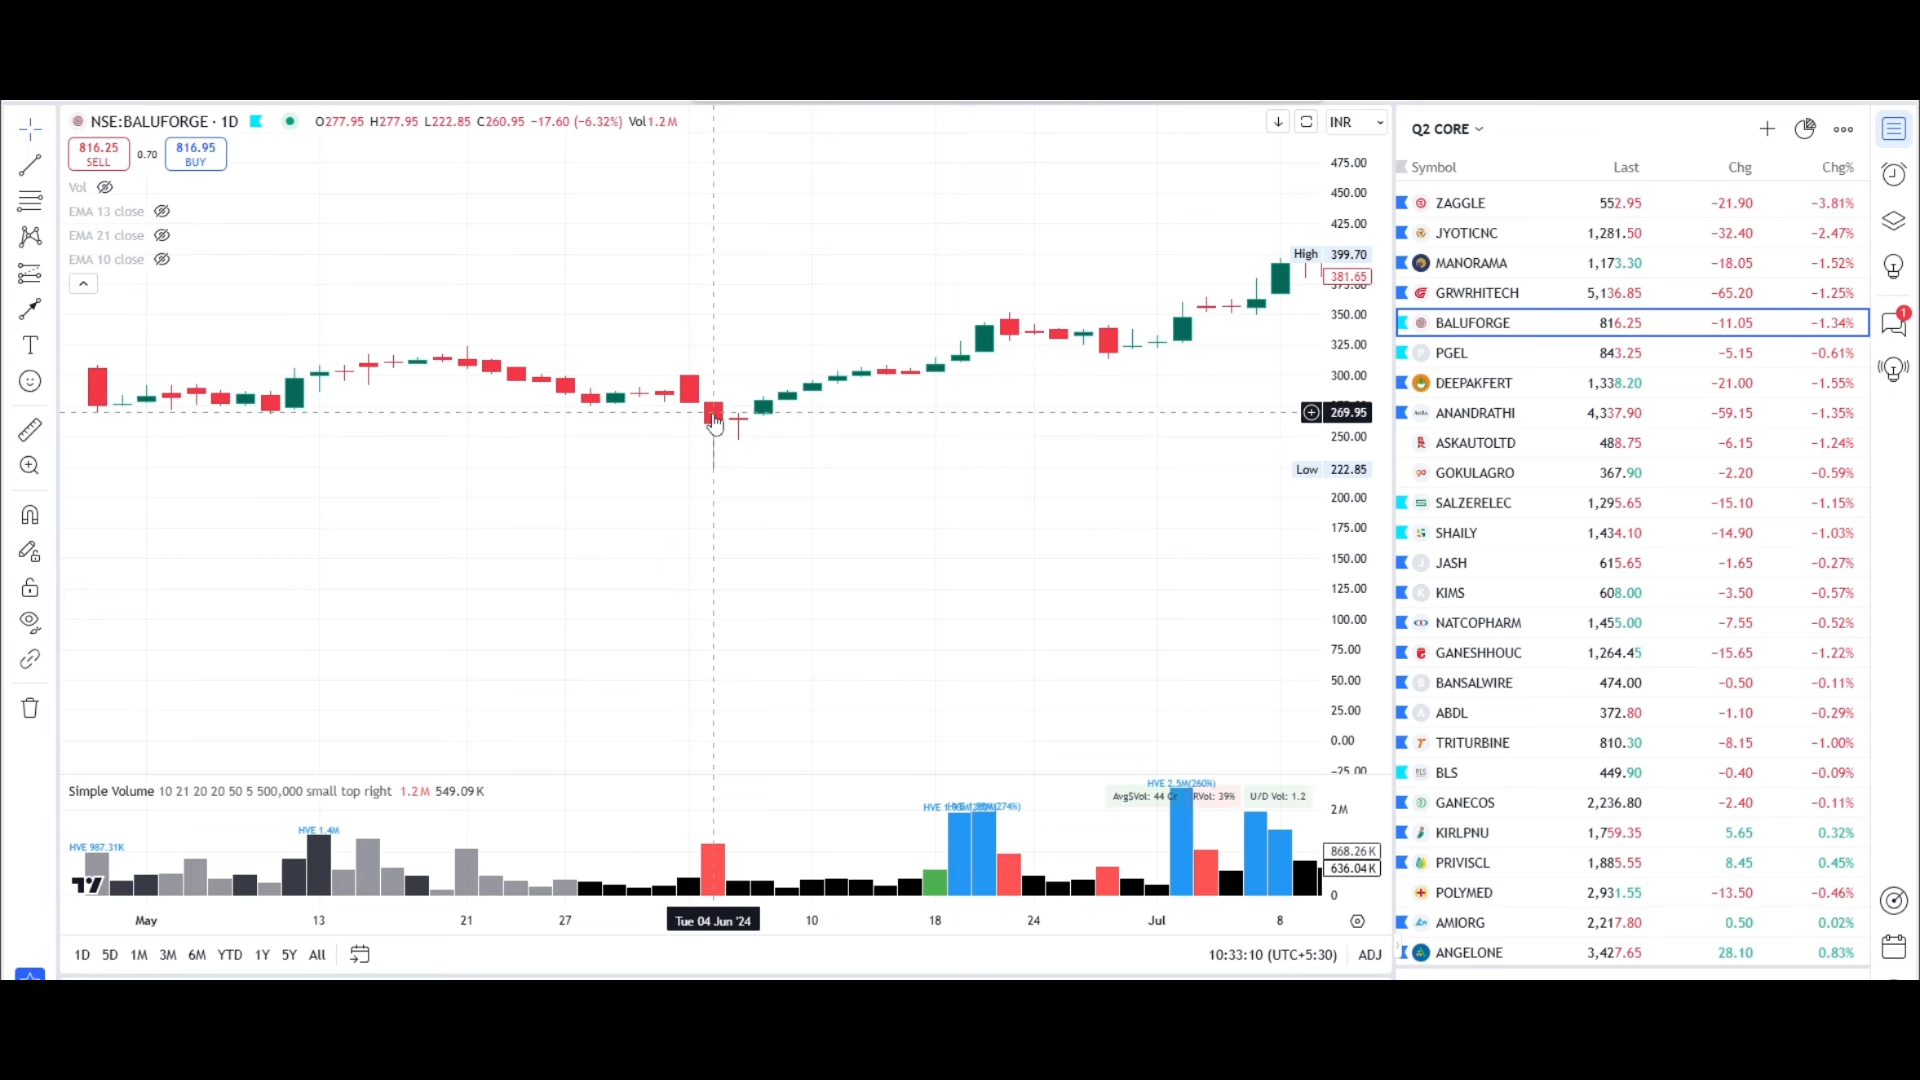 NSE:BALUFORGE · 1D
O277.95 H277.95 L222.85 C260.95 −17.60 (−6.32%) Vol1.2M
INR
816.25 SELL
0.70
816.95 BUY
Vol
EMA 13 close
EMA 21 close
EMA 10 close
475.00
450.00
425.00
High 399.70
381.65
375.00
350.00
325.00
300.00
269.95
250.00
Low 222.85
200.00
175.00
150.00
125.00
100.00
75.00
50.00
25.00
0.00
−25.00
Simple Volume 10 21 20 20 50 5 500,000 small top right 1.2M 549.09K
HVE 987.31K
HVE 1.4M
HVE 2.5M(260%)
Avg$Vol: 44 Cr
RVol: 39%
U/D Vol: 1.2
2M
868.26K
636.04K
0
May
13
21
27
Tue 04 Jun '24
10
18
24
Jul
8
1D 5D 1M 3M 6M YTD 1Y 5Y All
10:33:10 (UTC+5:30)
ADJ
Q2 CORE
Symbol Last Chg Chg%
ZAGGLE 552.95 −21.90 −3.81%
JYOTICNC 1,281.50 −32.40 −2.47%
MANORAMA 1,173.30 −18.05 −1.52%
GRWRHITECH 5,136.85 −65.20 −1.25%
BALUFORGE 816.25 −11.05 −1.34%
PGEL 843.25 −5.15 −0.61%
DEEPAKFERT 1,338.20 −21.00 −1.55%
ANANDRATHI 4,337.90 −59.15 −1.35%
ASKAUTOLTD 488.75 −6.15 −1.24%
GOKULAGRO 367.90 −2.20 −0.59%
SALZERELEC 1,295.65 −15.10 −1.15%
SHAILY 1,434.10 −14.90 −1.03%
JASH 615.65 −1.65 −0.27%
KIMS 608.00 −3.50 −0.57%
NATCOPHARM 1,455.00 −7.55 −0.52%
GANESHHOUC 1,264.45 −15.65 −1.22%
BANSALWIRE 474.00 −0.50 −0.11%
ABDL 372.80 −1.10 −0.29%
TRITURBINE 810.30 −8.15 −1.00%
BLS 449.90 −0.40 −0.09%
GANECOS 2,236.80 −2.40 −0.11%
KIRLPNU 1,759.35 5.65 0.32%
PRIVISCL 1,885.55 8.45 0.45%
POLYMED 2,931.55 −13.50 −0.46%
AMIORG 2,217.80 0.50 0.02%
ANGELONE 3,427.65 28.10 0.83%
1